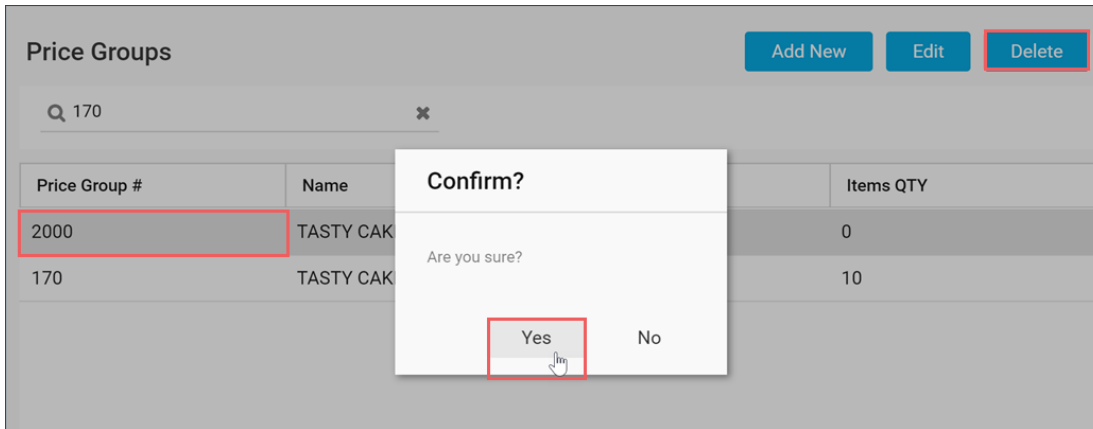 Price Groups
Add New
Edit
Delete
170
Price Group #
Name
Items QTY
2000
TASTY CAK
0
170
TASTY CAK
10
Confirm?
Are you sure?
Yes
No